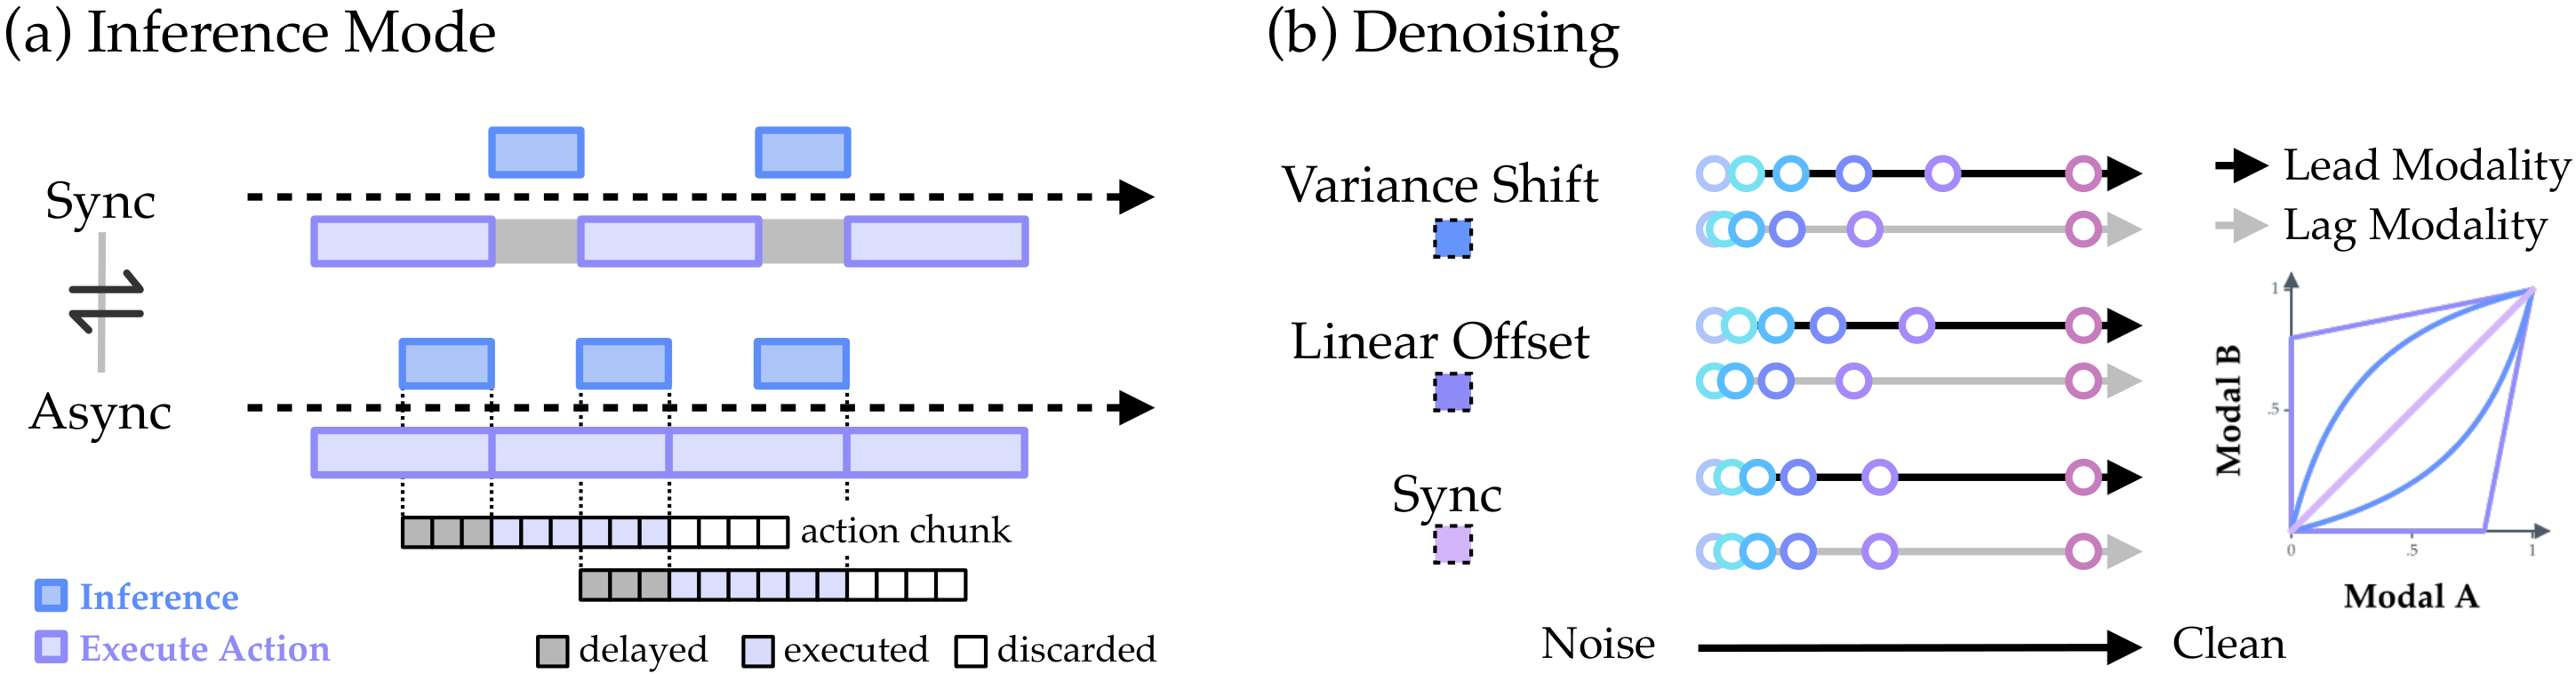 (a) Inference Mode
Sync
Async
action chunk
Inference
Execute Action
delayed
executed
discarded
(b) Denoising
Variance Shift
Linear Offset
Sync
Noise
Clean
Lead Modality
Lag Modality
1
.5
0
.5
1
Modal B
Modal A